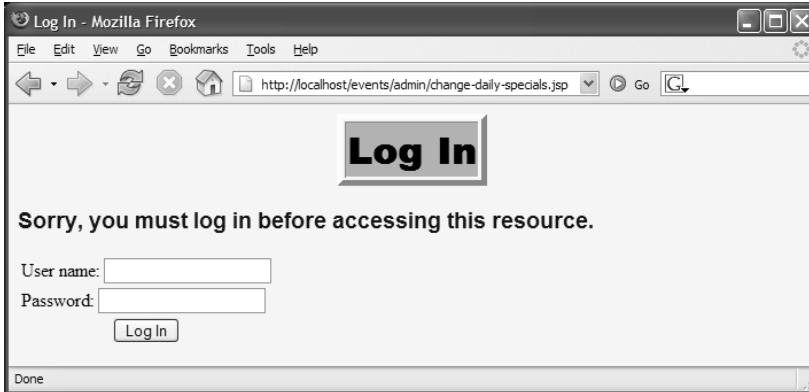 Log In - Mozilla Firefox
File Edit View Go Bookmarks Tools Help
http://localhost/events/admin/change-daily-specials.jsp Go G
Log In
Sorry, you must log in before accessing this resource.
User name:
Password:
Log In
Done